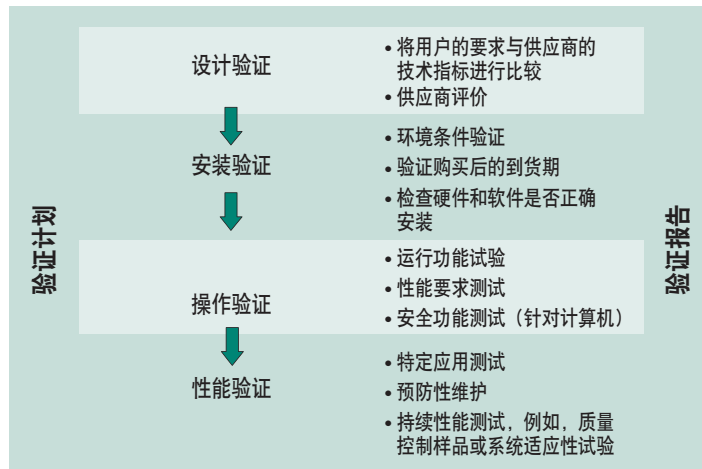 验证计划
设计验证
• 将用户的要求与供应商的
技术指标进行比较
• 供应商评价
安装验证
• 环境条件验证
• 验证购买后的到货期
• 检查硬件和软件是否正确
安装
操作验证
• 运行功能试验
• 性能要求测试
• 安全功能测试（针对计算机）
性能验证
• 特定应用测试
• 预防性维护
• 持续性能测试，例如，质量
控制样品或系统适应性试验
验证报告